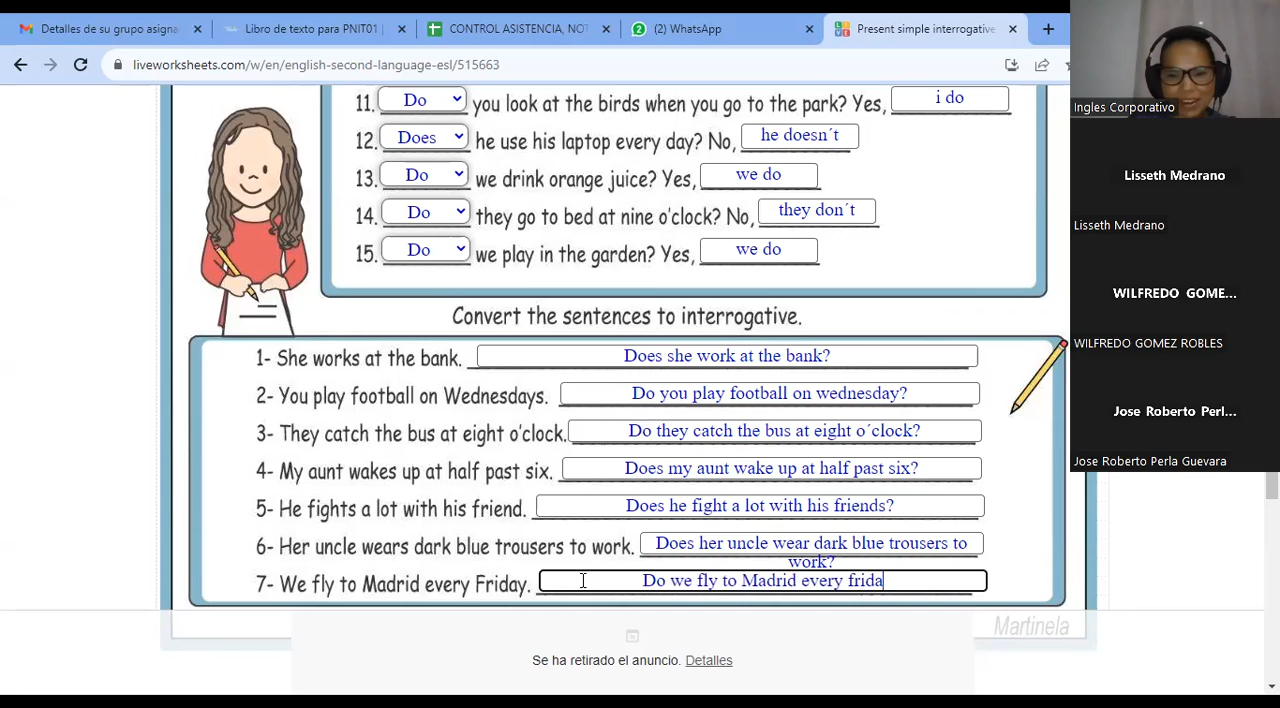 Detalles de su grupo asigna
Libro de texto para PNIT01 |
CONTROL ASISTENCIA, NOT
(2) WhatsApp
Present simple interrogative
liveworksheets.com/w/en/english-second-language-esl/515663
11. Do you look at the birds when you go to the park? Yes, i do
12. Does he use his laptop every day? No, he doesn´t
13. Do we drink orange juice? Yes, we do
14. Do they go to bed at nine o'clock? No, they don´t
15. Do we play in the garden? Yes, we do
Convert the sentences to interrogative.
1- She works at the bank. Does she work at the bank?
2- You play football on Wednesdays. Do you play football on wednesday?
3- They catch the bus at eight o'clock. Do they catch the bus at eight o´clock?
4- My aunt wakes up at half past six. Does my aunt wake up at half past six?
5- He fights a lot with his friend. Does he fight a lot with his friends?
6- Her uncle wears dark blue trousers to work. Does her uncle wear dark blue trousers to
work?
7- We fly to Madrid every Friday. Do we fly to Madrid every frida
Martinela
Se ha retirado el anuncio. Detalles
Ingles Corporativo
Lisseth Medrano
Lisseth Medrano
WILFREDO GOME...
WILFREDO GOMEZ ROBLES
Jose Roberto Perl...
Jose Roberto Perla Guevara